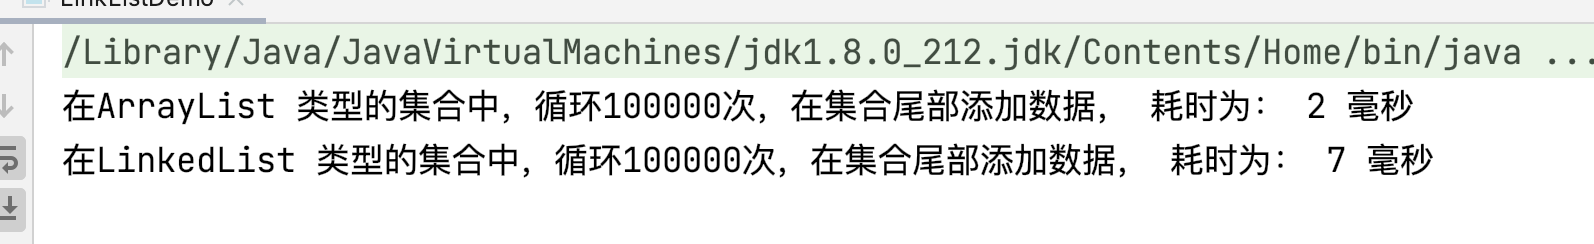 LinkListDemo
/Library/Java/JavaVirtualMachines/jdk1.8.0_212.jdk/Contents/Home/bin/java ...
在ArrayList 类型的集合中，循环100000次，在集合尾部添加数据， 耗时为： 2 毫秒
在LinkedList 类型的集合中，循环100000次，在集合尾部添加数据， 耗时为： 7 毫秒